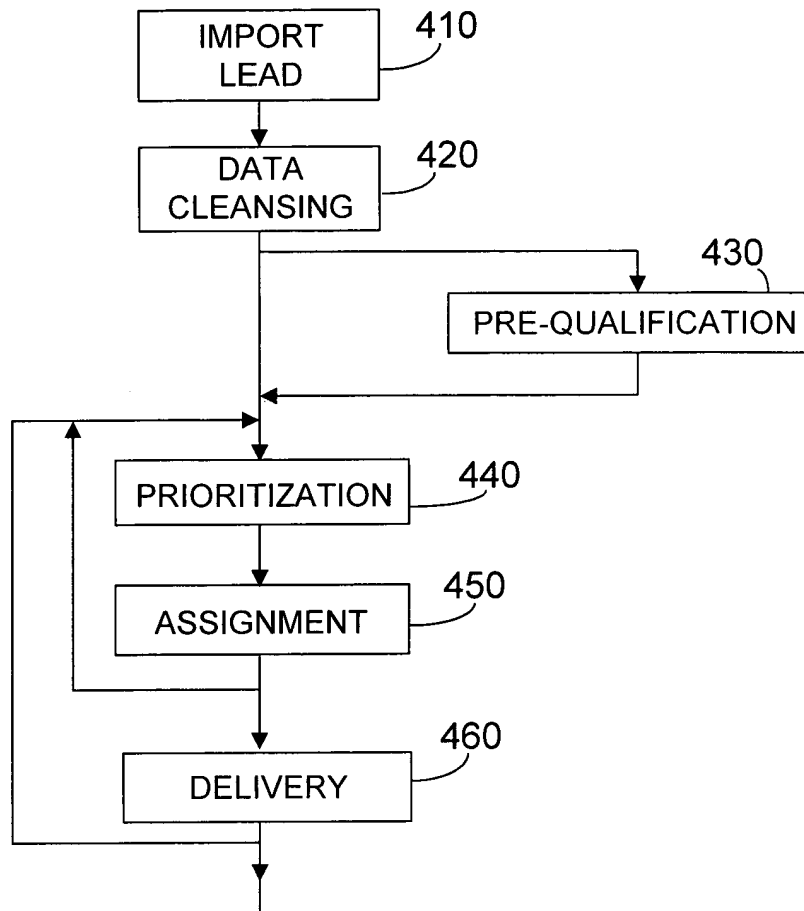 IMPORT
LEAD
410
DATA
CLEANSING
420
430
PRE-QUALIFICATION
PRIORITIZATION
440
ASSIGNMENT
450
DELIVERY
460